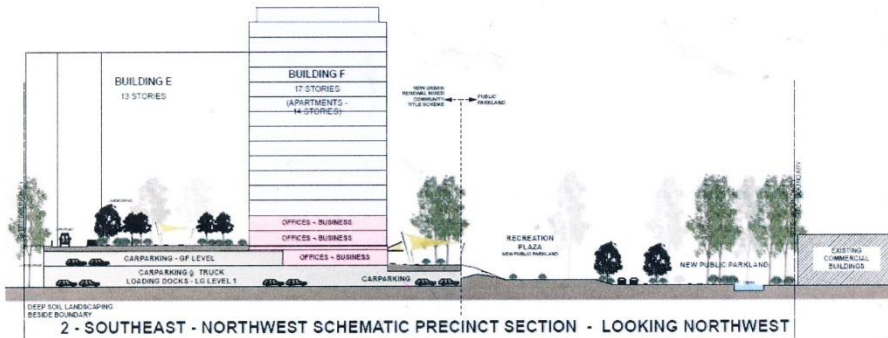 BUILDING E
13 STORIES
BUILDING F
17 STORIES
(APARTMENTS -
14 STORIES)
NEW URBAN
RENEWAL MIXED
COMMUNITY
TITLE SCHEME
PUBLIC
PARKLAND
OFFICES - BUSINESS
OFFICES - BUSINESS
OFFICES - BUSINESS
CARPARKING - GF LEVEL
CARPARKING & TRUCK
LOADING DOCKS - LG LEVEL 1
CARPARKING
RECREATION
PLAZA
NEW PUBLIC PARKLAND
NEW PUBLIC PARKLAND
EXISTING
COMMERCIAL
BUILDINGS
DEEP SOIL LANDSCAPING
BESIDE BOUNDARY
2 - SOUTHEAST - NORTHWEST SCHEMATIC PRECINCT SECTION - LOOKING NORTHWEST